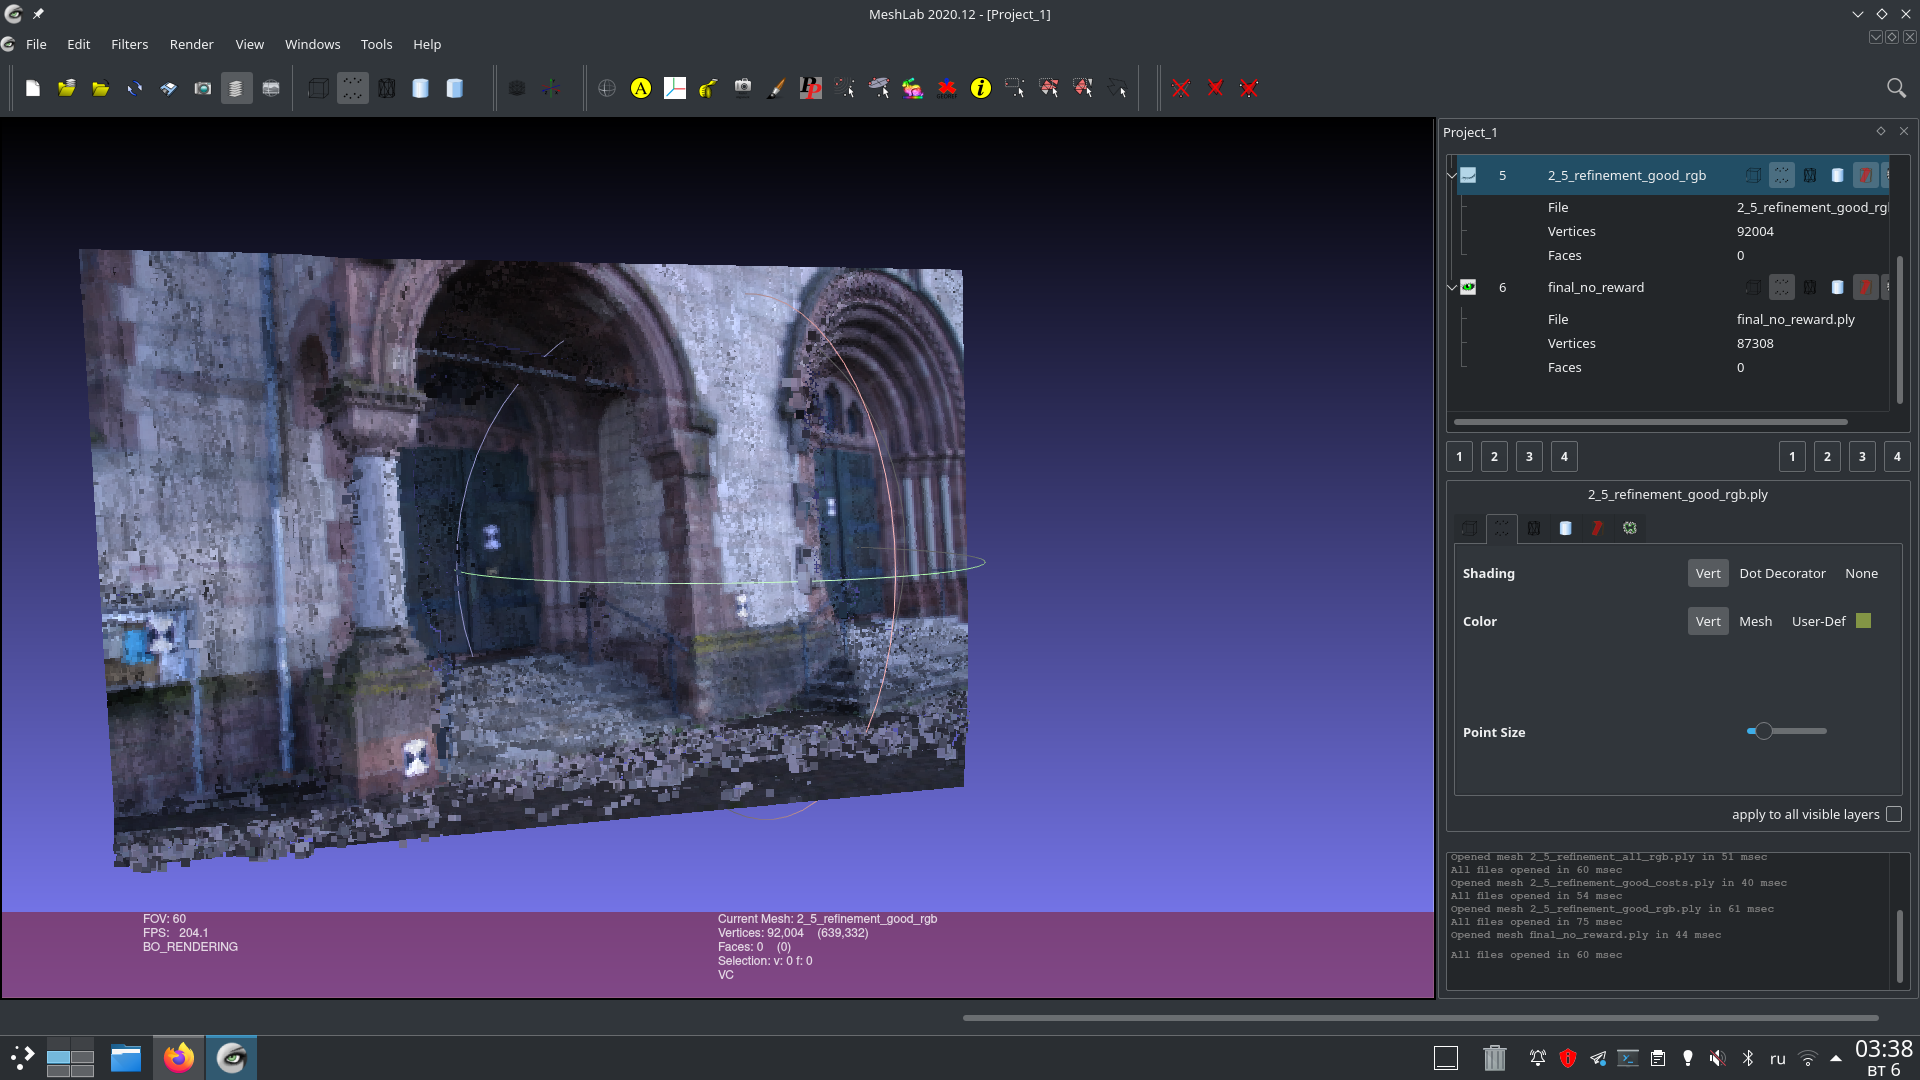 MeshLab 2020.12 - [Project_1]
File Edit Filters Render View Windows Tools Help
A
PP
i
Project_1
5 2_5_refinement_good_rgb
File 2_5_refinement_good_rgl
Vertices 92004
Faces 0
6 final_no_reward
File final_no_reward.ply
Vertices 87308
Faces 0
1 2 3 4 1 2 3 4
2_5_refinement_good_rgb.ply
Shading Vert Dot Decorator None
Color Vert Mesh User-Def
Point Size
apply to all visible layers
Opened mesh 2_5_refinement_all_rgb.ply in 51 msec
All files opened in 60 msec
Opened mesh 2_5_refinement_good_costs.ply in 40 msec
All files opened in 54 msec
Opened mesh 2_5_refinement_good_rgb.ply in 61 msec
All files opened in 75 msec
Opened mesh final_no_reward.ply in 44 msec
All files opened in 60 msec
FOV: 60
FPS: 204.1
BO_RENDERING
Current Mesh: 2_5_refinement_good_rgb
Vertices: 92,004 (639,332)
Faces: 0 (0)
Selection: v: 0 f: 0
VC
ru
03:38
вт 6